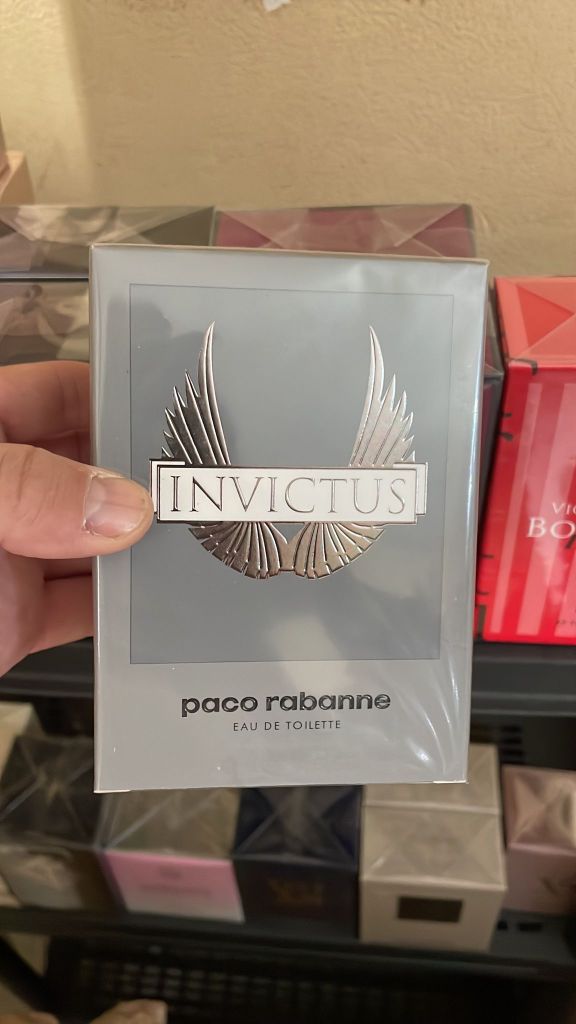 INVICTUS
paco rabanne
EAU DE TOILETTE